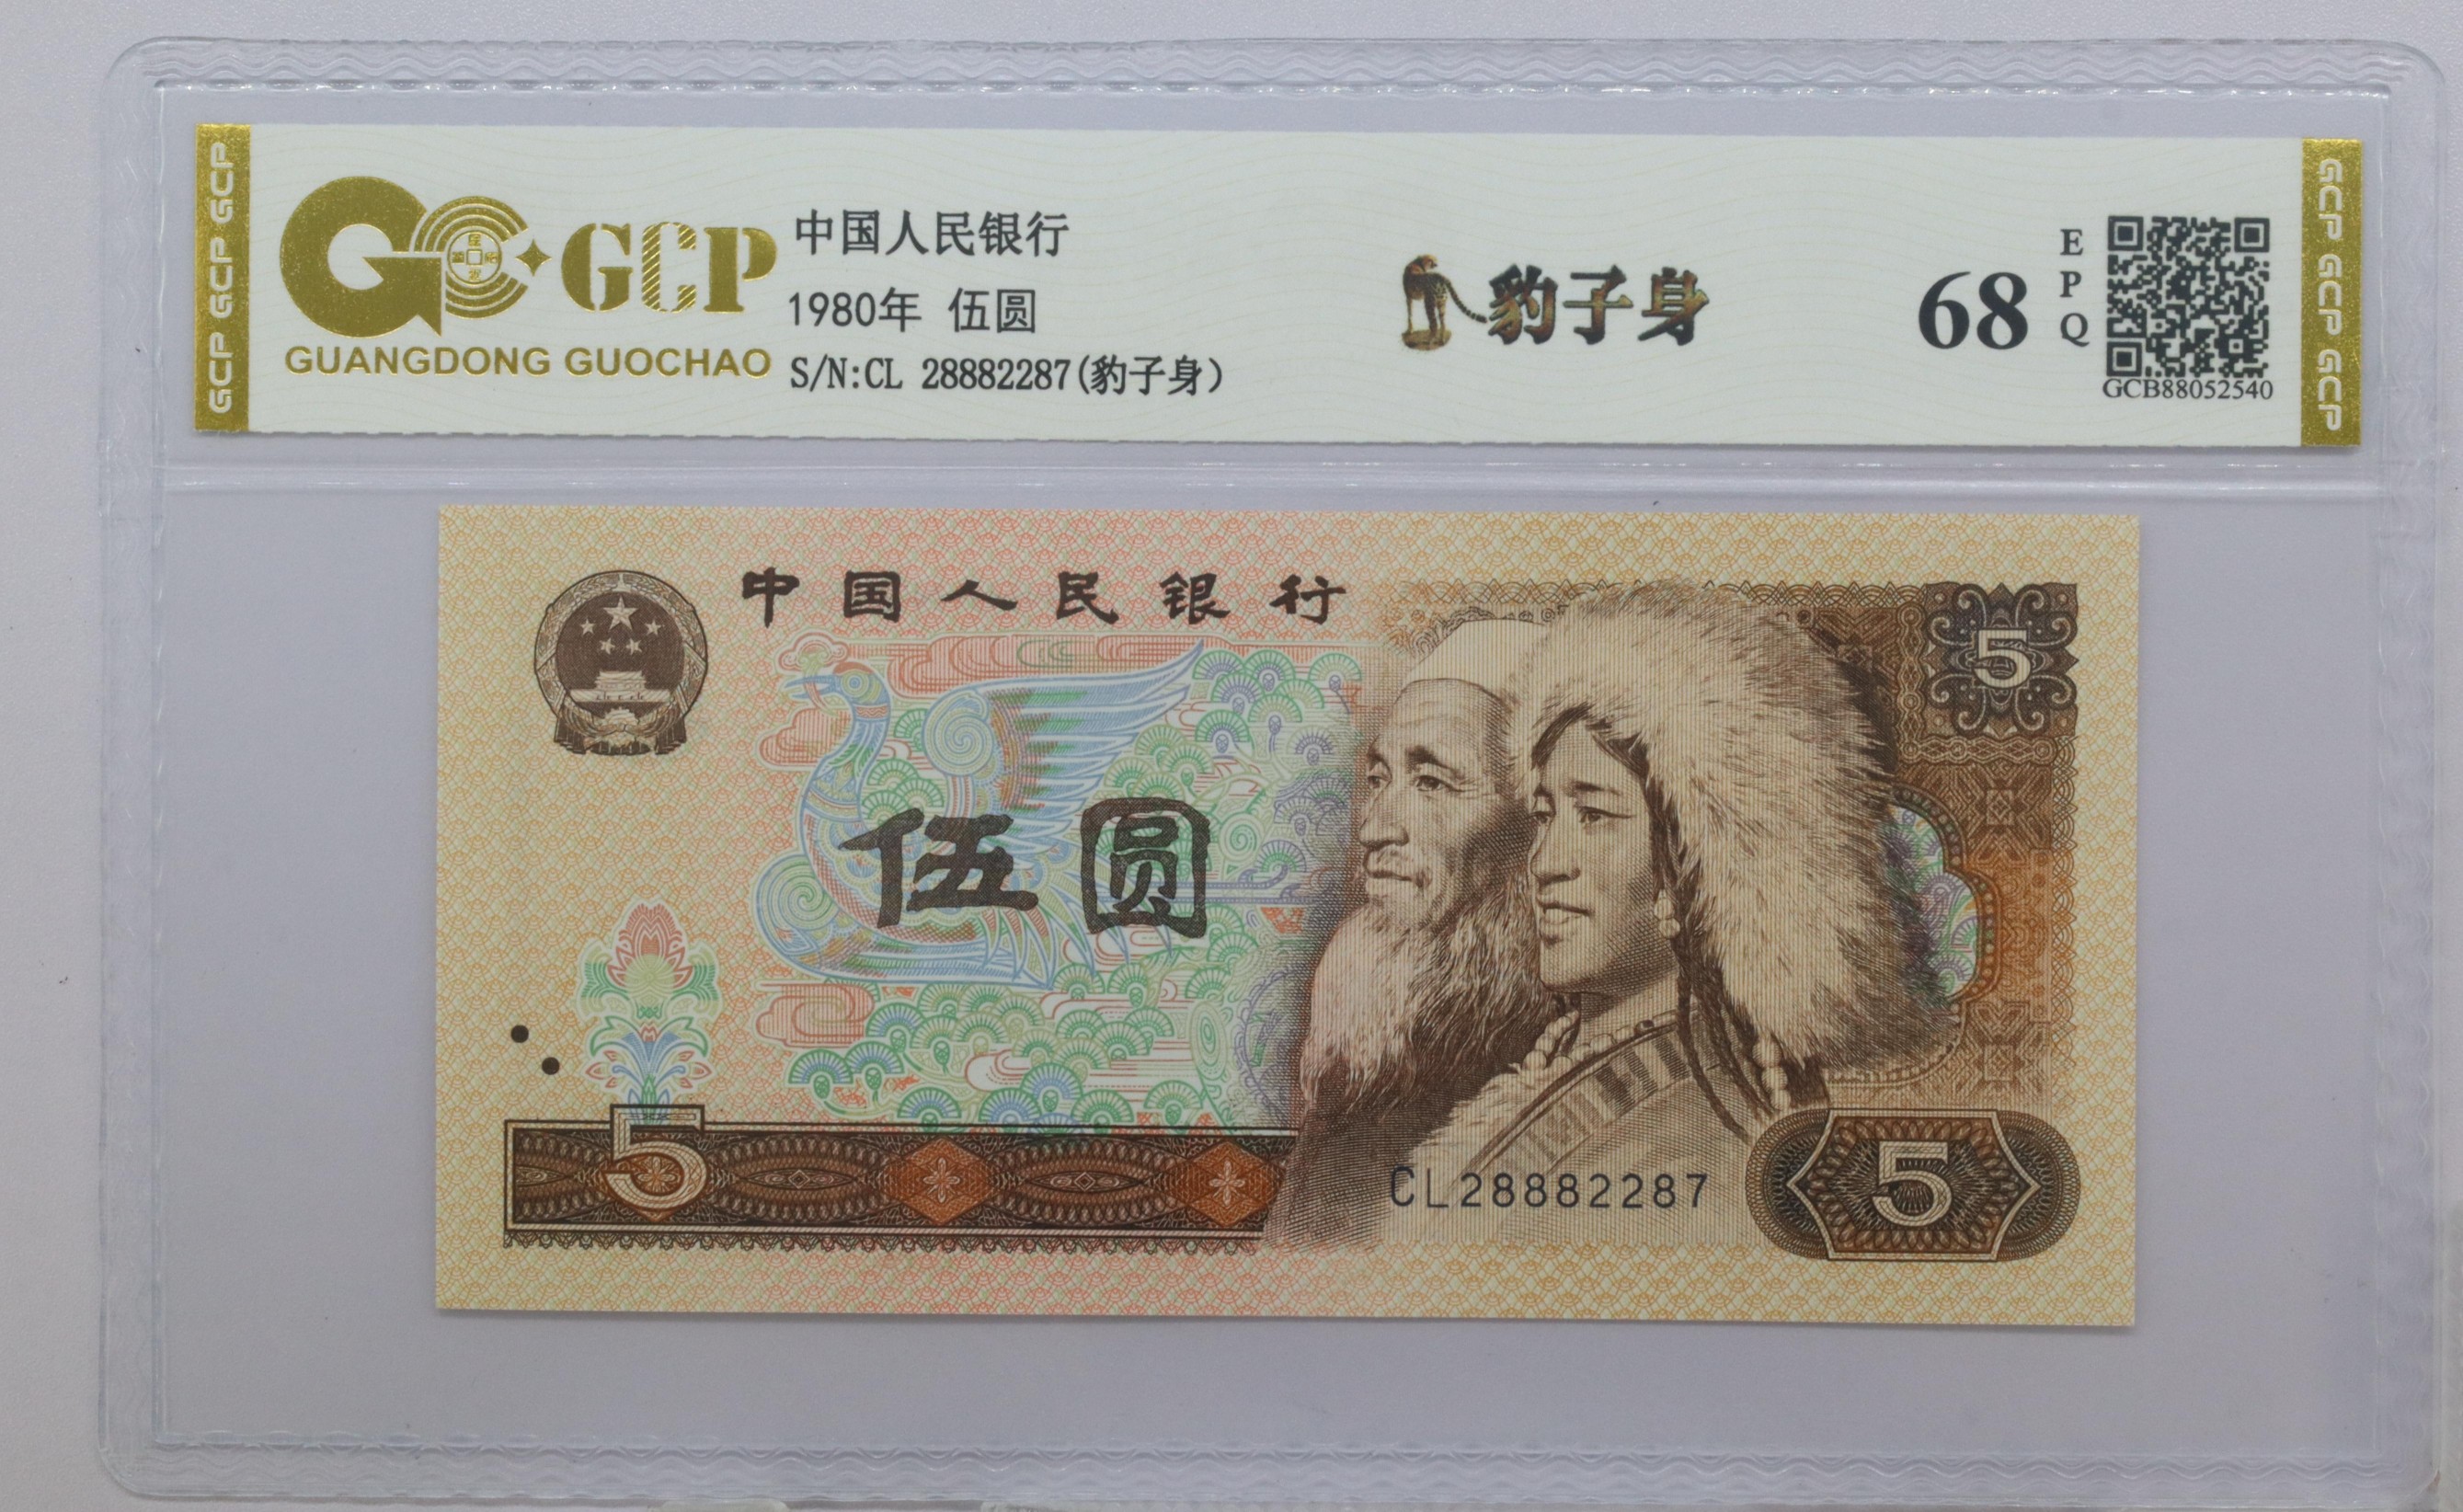 GCP GCP GCP
GC GCP
GUANGDONG GUOCHAO
中国人民银行
1980年 伍圆
S/N:CL 28882287(豹子身)
豹子身
68
EPQ
GCB88052540
GCP GCP GCP
中国人民银行
5
伍圆
5
CL28882287
5